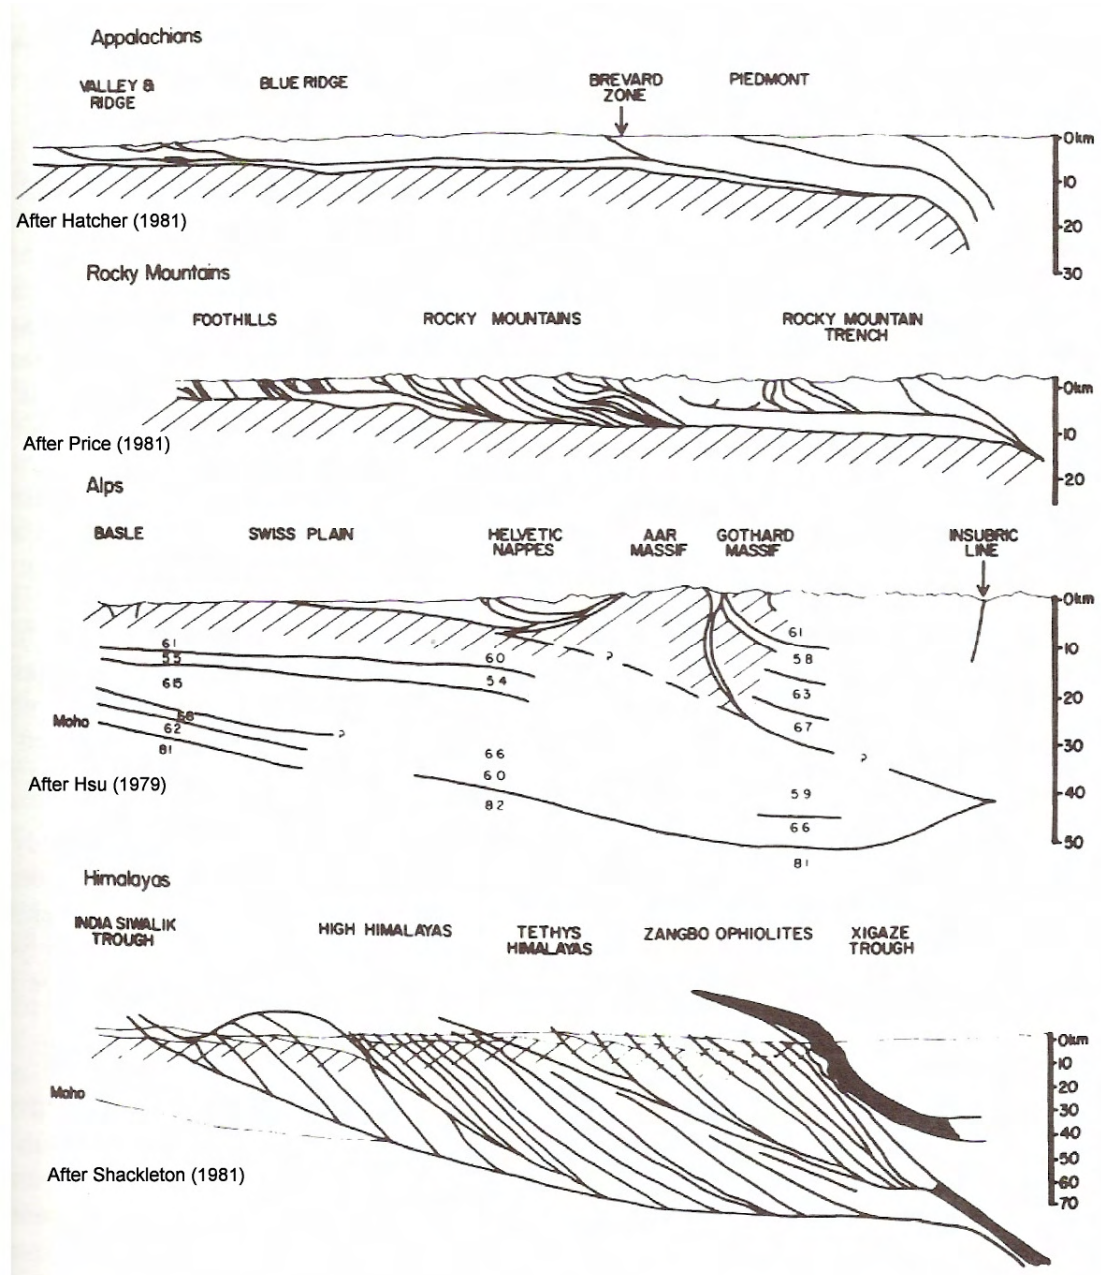 Appalachians
VALLEY & RIDGE
BLUE RIDGE
BREVARD ZONE
PIEDMONT
0km
10
20
30
After Hatcher (1981)
Rocky Mountains
FOOTHILLS
ROCKY MOUNTAINS
ROCKY MOUNTAIN TRENCH
0km
10
20
After Price (1981)
Alps
BASLE
SWISS PLAIN
HELVETIC NAPPES
AAR MASSIF
GOTHARD MASSIF
INSUBRIC LINE
0km
10
20
30
40
50
61
55
615
62
81
Moho
?
60
54
66
60
82
?
61
58
63
67
?
59
66
81
After Hsu (1979)
Himalayas
INDIA SIWALIK TROUGH
HIGH HIMALAYAS
TETHYS HIMALAYAS
ZANGBO OPHIOLITES
XIGAZE TROUGH
0km
10
20
30
40
50
60
70
Moho
After Shackleton (1981)